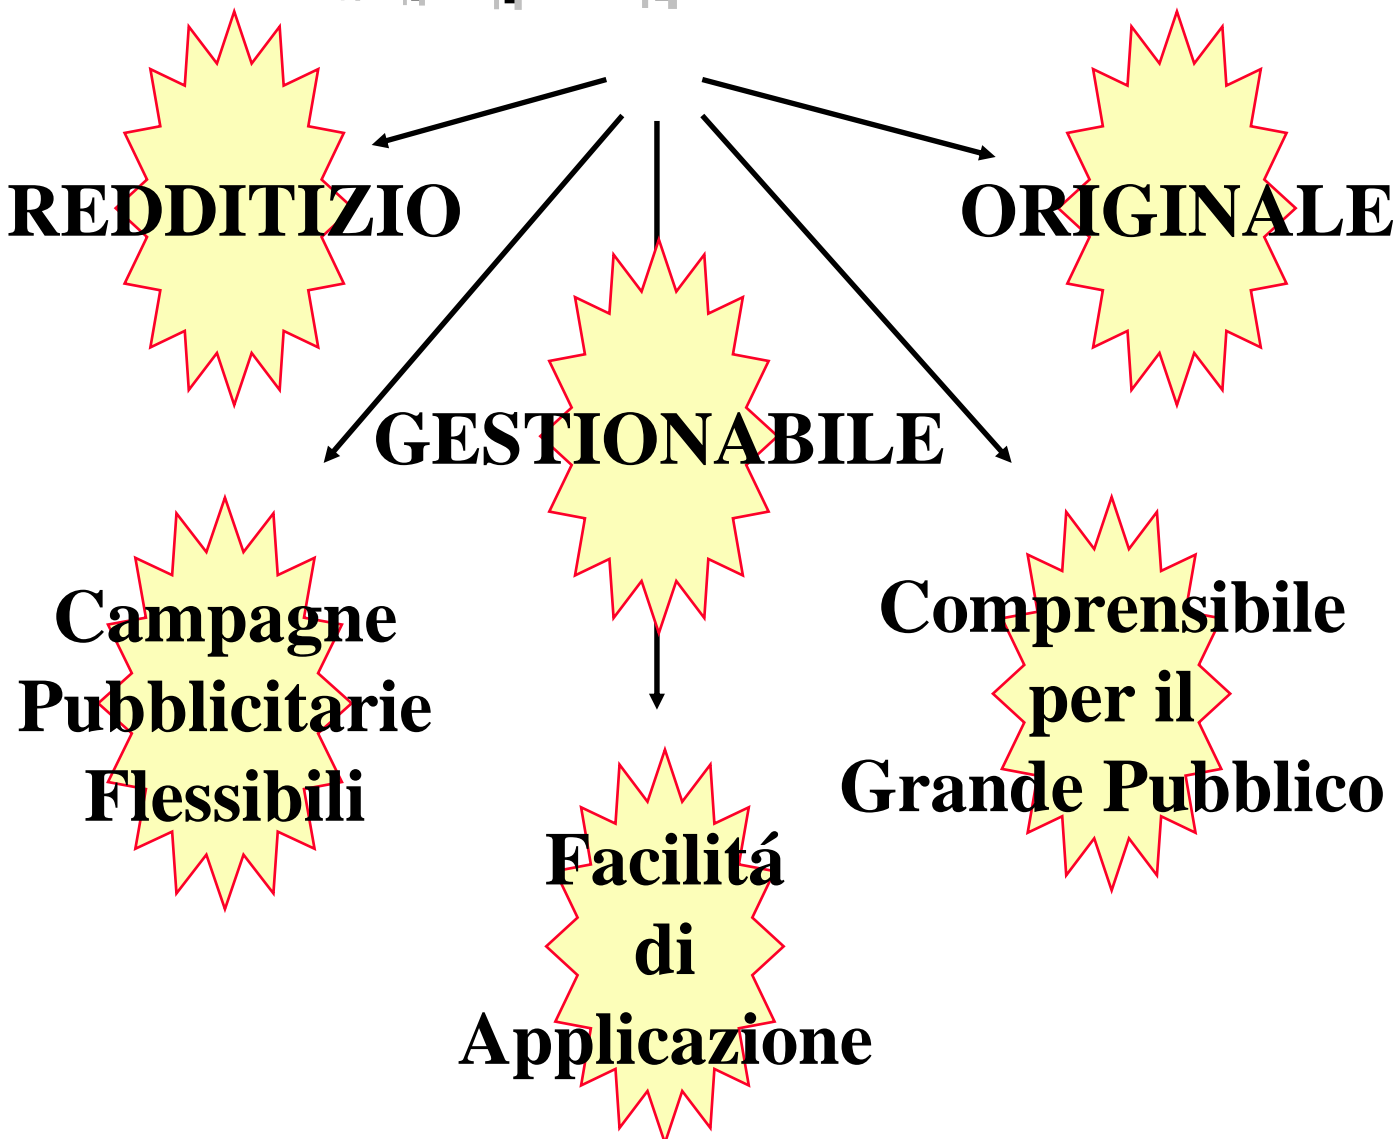 REDDITIZIO
ORIGINALE
GESTIONABILE
Campagne
Pubblicitarie
Flessibili
Comprensibile
per il
Grande Pubblico
Facilitá
di
Applicazione